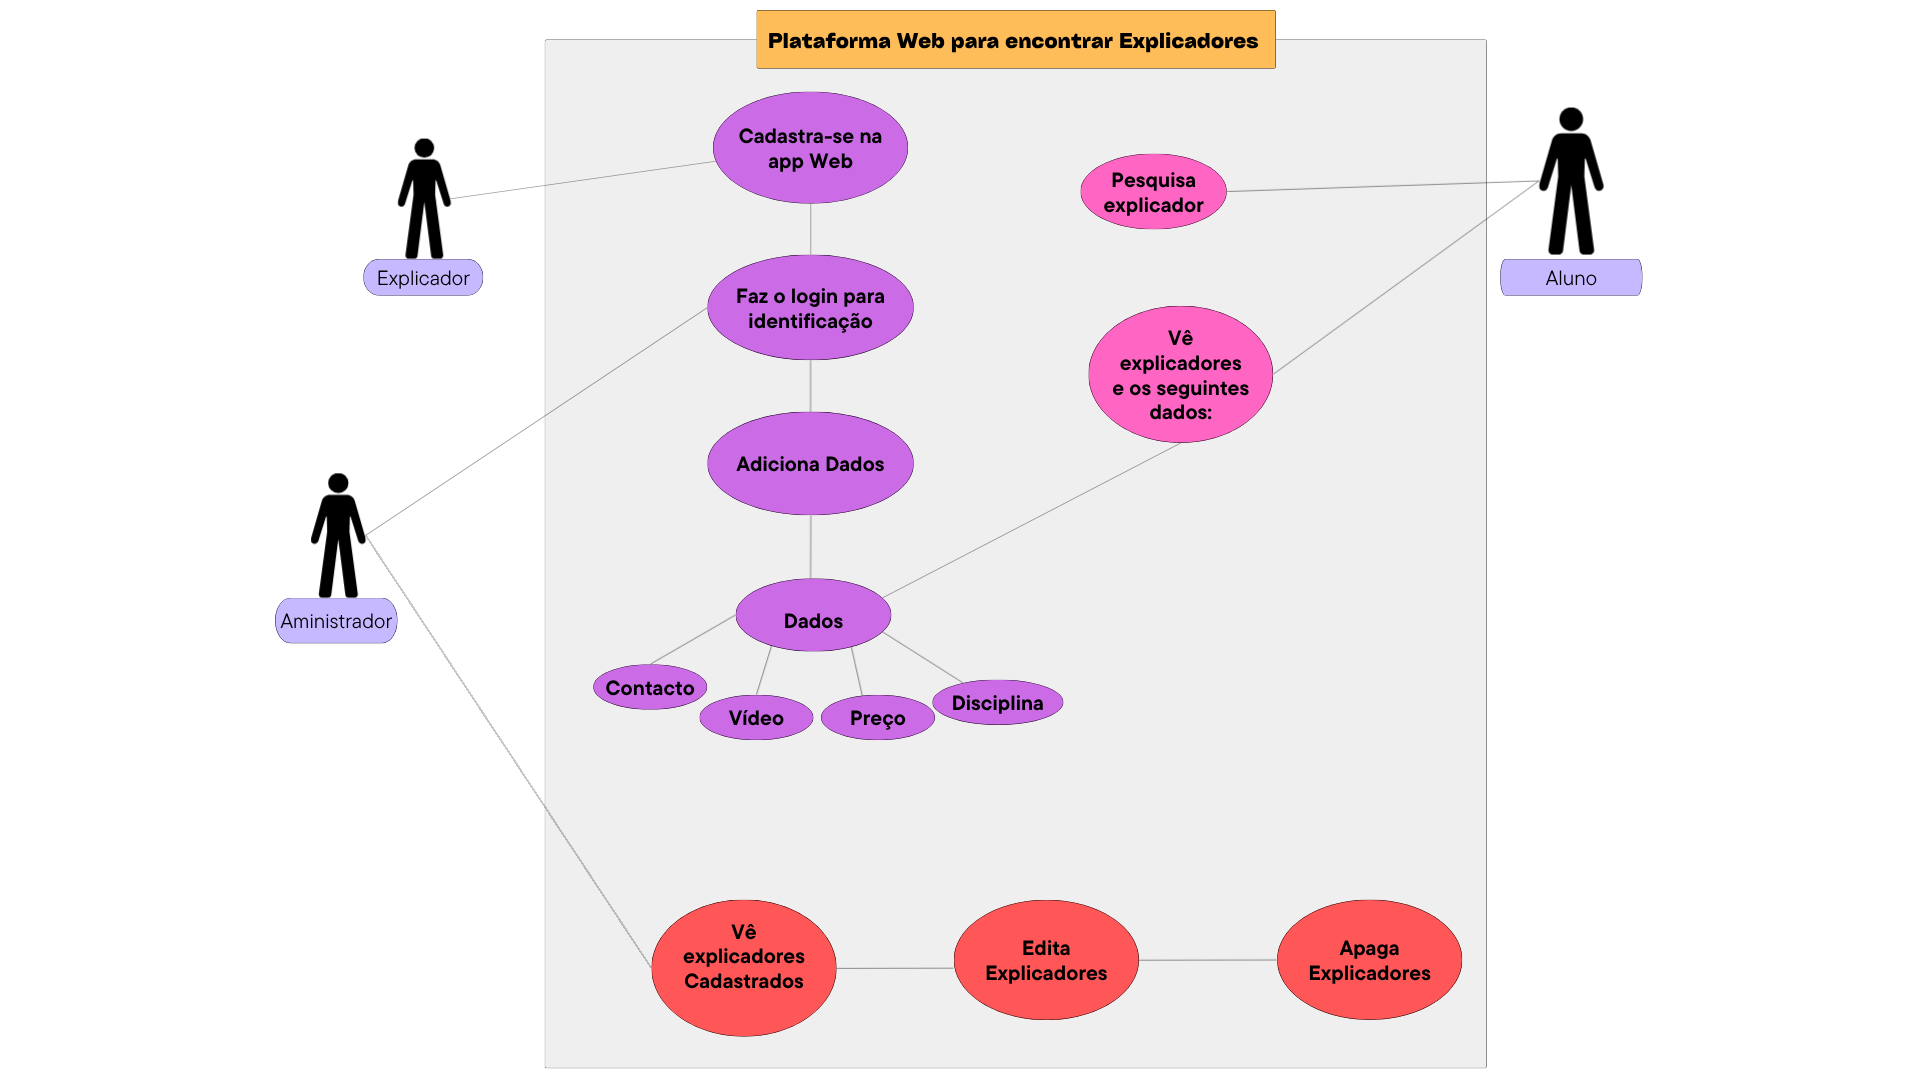 Plataforma Web para encontrar Explicadores
Cadastra-se na
app Web
Pesquisa
explicador
Explicador
Aluno
Faz o login para
identificação
Vê
explicadores
e os seguintes
dados:
Adiciona Dados
Aministrador
Dados
Contacto
Vídeo
Preço
Disciplina
Vê
explicadores
Cadastrados
Edita
Explicadores
Apaga
Explicadores